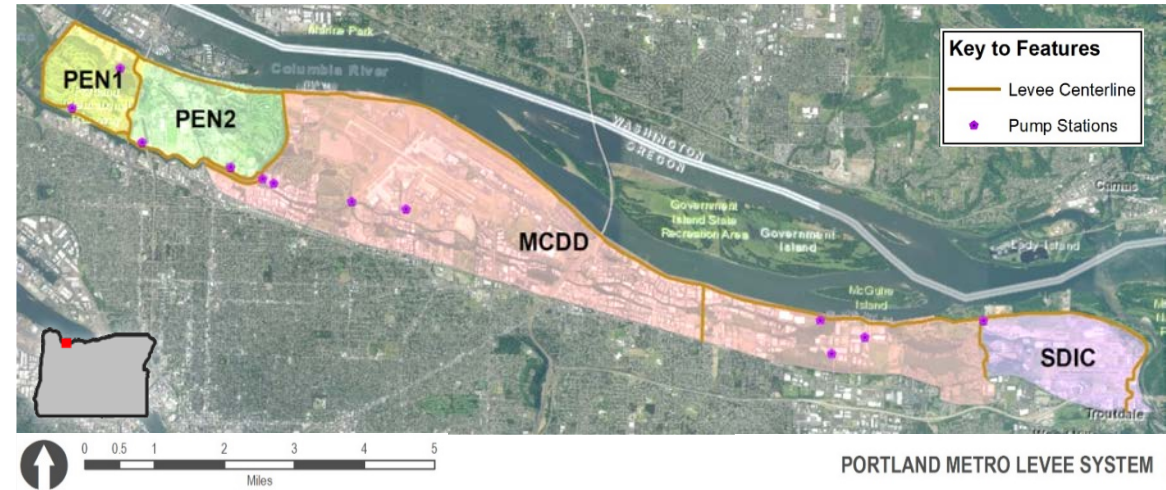 Marine Park
Key to Features
Levee Centerline
Pump Stations
PEN1
Columbia River
PEN2
WASHINGTON
OREGON
Camas
Government
Island State
Recreation Area
Government
Island
MCDD
Lady Island
McGuire
Island
SDIC
Troutdale
0 0.5 1 2 3 4 5
Miles
PORTLAND METRO LEVEE SYSTEM